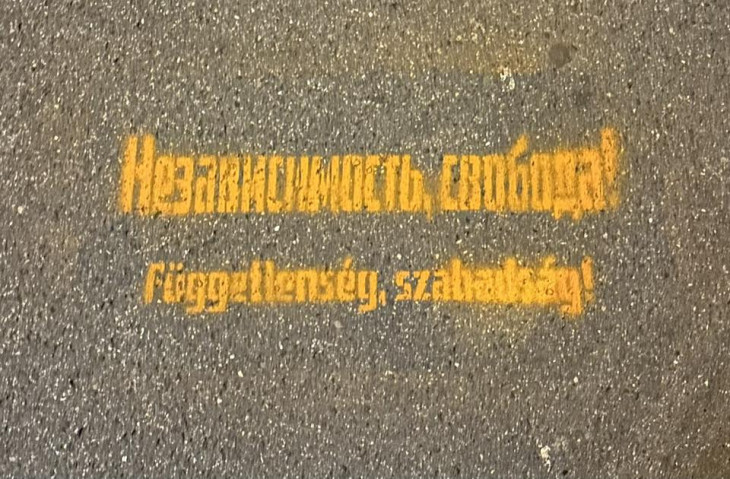 Независимость, свобода!
Függetlenség, szabadság!